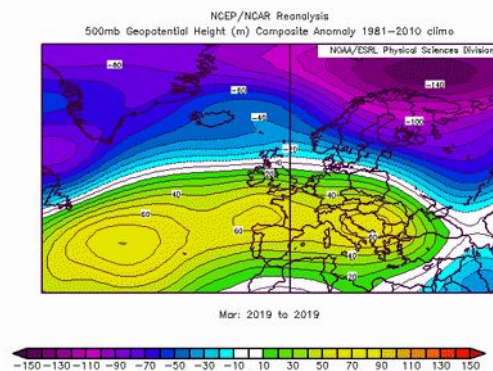 NCEP/NCAR Reanalysis
500mb Geopotential Height (m) Composite Anomaly 1981-2010 climo
NOAA/ESRL Physical Sciences Division
-80
-60
-140
-40
-100
-20
40
40
60
60
40
20
Mar: 2019 to 2019
-150-130-110 -90 -70 -50 -30 -10 10 30 50 70 90 110 130 150